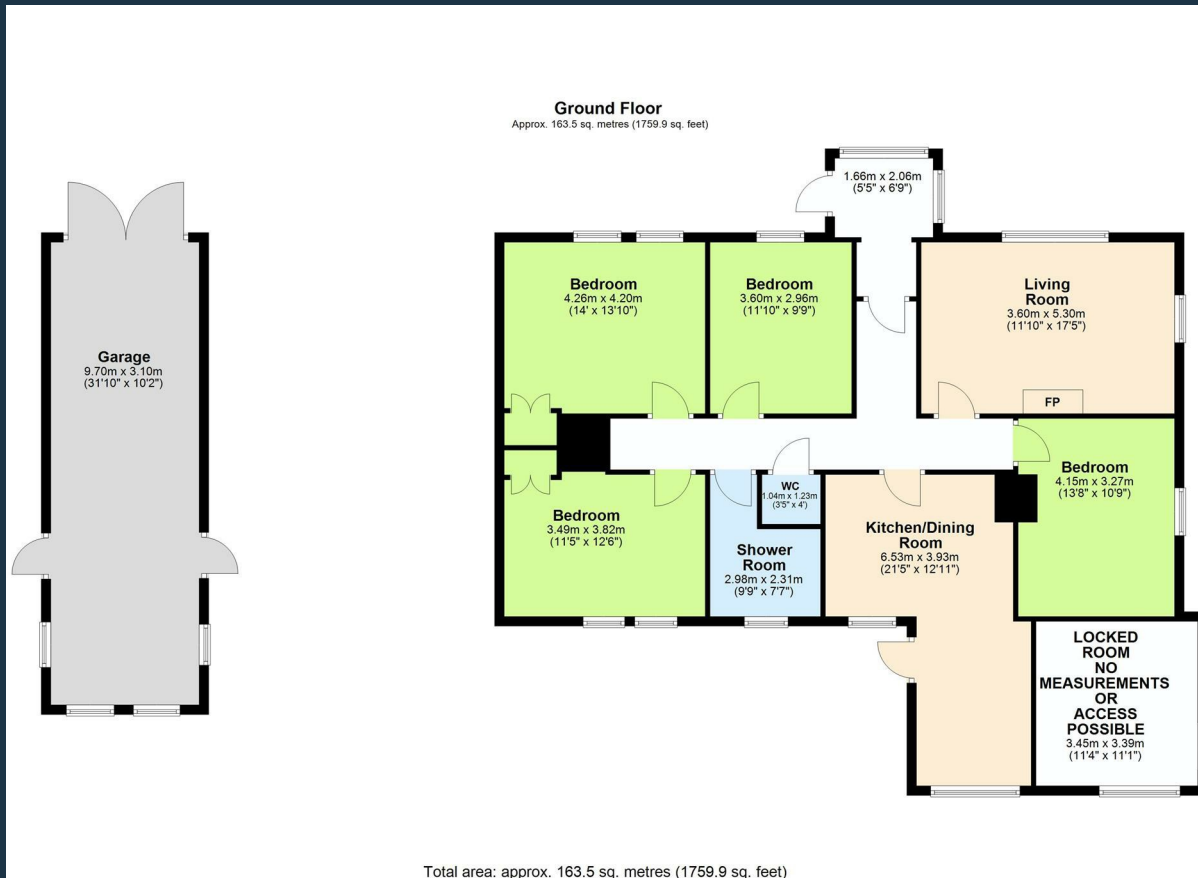 Ground Floor
Approx. 163.5 sq. metres (1759.9 sq. feet)
1.66m x 2.06m
(5'5" x 6'9")
Bedroom
4.26m x 4.20m
(14' x 13'10")
Bedroom
3.60m x 2.96m
(11'10" x 9'9")
Living
Room
3.60m x 5.30m
(11'10" x 17'5")
FP
Garage
9.70m x 3.10m
(31'10" x 10'2")
Bedroom
4.15m x 3.27m
(13'8" x 10'9")
WC
1.04m x 1.23m
(3'5" x 4')
Bedroom
3.49m x 3.82m
(11'5" x 12'6")
Shower
Room
2.98m x 2.31m
(9'9" x 7'7")
Kitchen/Dining
Room
6.53m x 3.93m
(21'5" x 12'11")
LOCKED
ROOM
NO
MEASUREMENTS
OR
ACCESS
POSSIBLE
3.45m x 3.39m
(11'4" x 11'1")
Total area: approx. 163.5 sq. metres (1759.9 sq. feet)